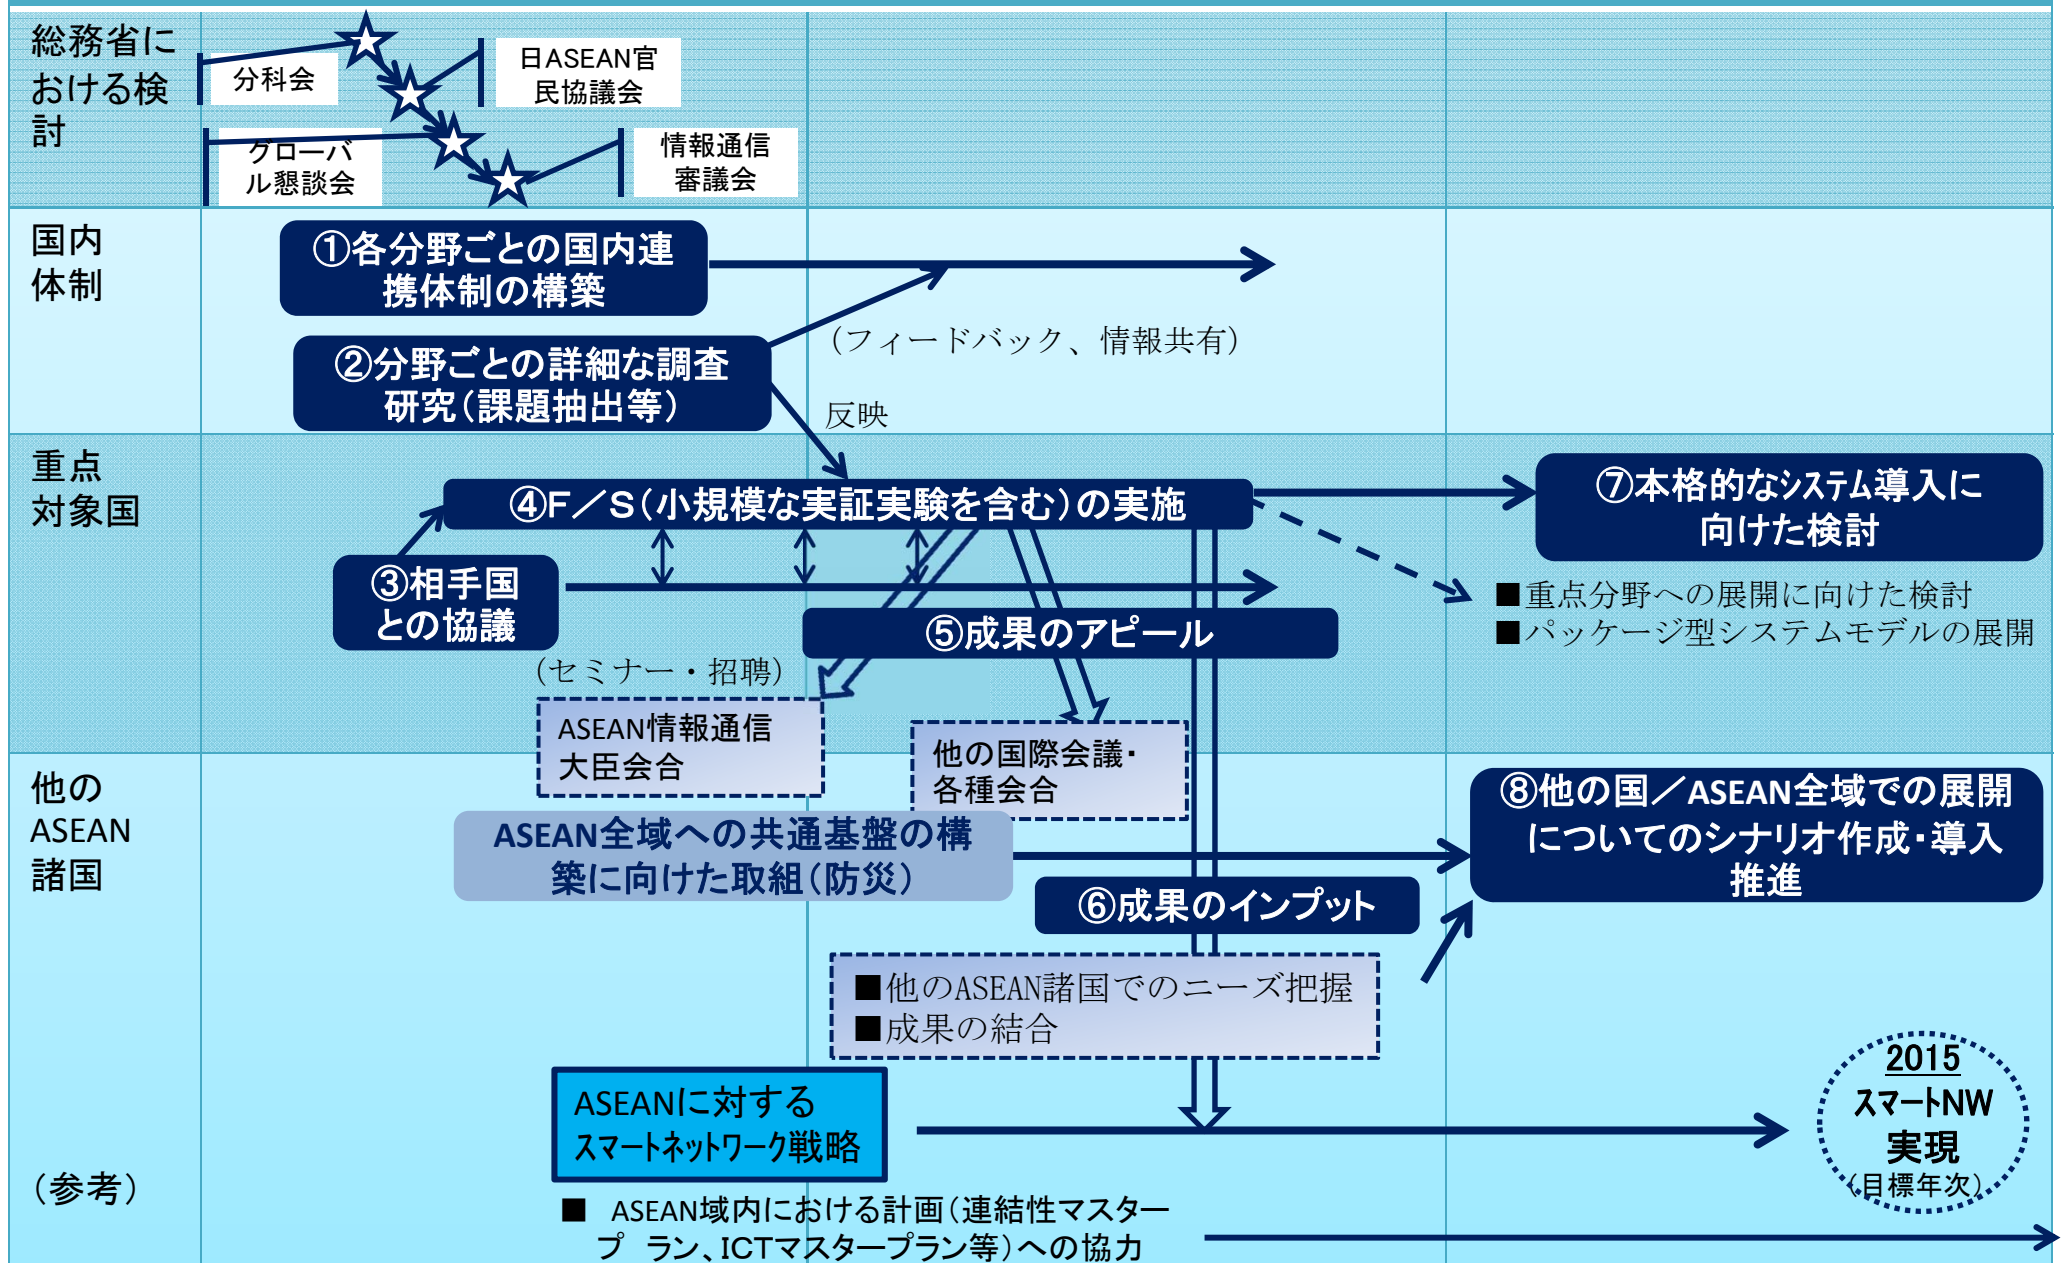 総務省に
おける検
討
分科会
日ASEAN官
民協議会
グローバ
ル懇談会
情報通信
審議会
国内
体制
①各分野ごとの国内連
携体制の構築
②分野ごとの詳細な調査
研究（課題抽出等）
（フィードバック、情報共有）
反映
重点
対象国
④F／S（小規模な実証実験を含む）の実施
⑦本格的なシステム導入に
向けた検討
③相手国
との協議
■重点分野への展開に向けた検討
■パッケージ型システムモデルの展開
⑤成果のアピール
（セミナー・招聘）
ASEAN情報通信
大臣会合
他の国際会議・
各種会合
他の
ASEAN
諸国
ASEAN全域への共通基盤の構
築に向けた取組（防災）
⑧他の国／ASEAN全域での展開
についてのシナリオ作成・導入
推進
⑥成果のインプット
■他のASEAN諸国でのニーズ把握
■成果の結合
ASEANに対する
スマートネットワーク戦略
2015
スマートNW
実現
（目標年次）
（参考）
■ ASEAN域内における計画（連結性マスター
プ ラン、ICTマスタープラン等）への協力